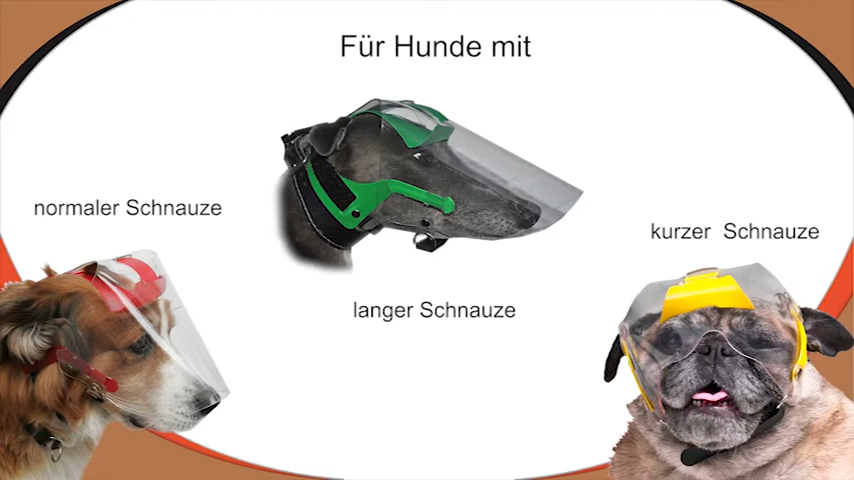 Für Hunde mit
normaler Schnauze
kurzer Schnauze
langer Schnauze